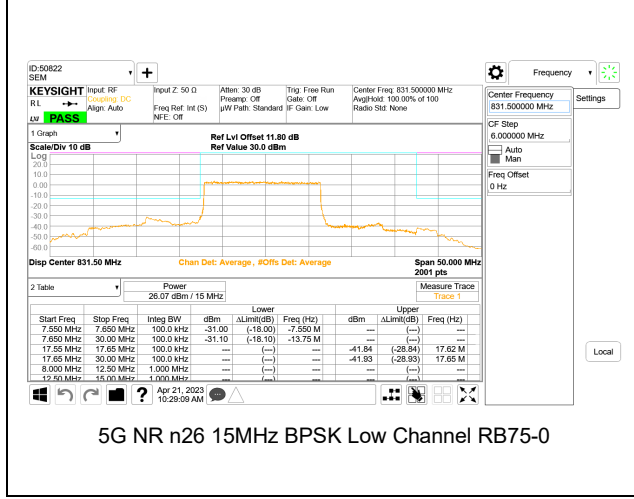 ID:50822
SEM
Frequency
KEYSIGHT
Input: RF
Coupling: DC
Align: Auto
Input Z: 50 Ω
Freq Ref: Int (S)
NFE: Off
Atten: 30 dB
Preamp: Off
µW Path: Standard
Trig: Free Run
Gate: Off
IF Gain: Low
Center Freq: 831.500000 MHz
Avg|Hold: 100.00% of 100
Radio Std: None
RL
LXI
PASS
Center Frequency
831.500000 MHz
Settings
CF Step
6.000000 MHz
Auto
Man
Freq Offset
0 Hz
1 Graph
Scale/Div 10 dB
Ref Lvl Offset 11.80 dB
Ref Value 30.0 dBm
Log
20.0
10.0
0.00
-10.0
-20.0
-30.0
-40.0
-50.0
-60.0
Disp Center 831.50 MHz
Chan Det: Average, #Offs Det: Average
Span 50.000 MHz
2001 pts
2 Table
Power
26.07 dBm / 15 MHz
Measure Trace
Trace 1
Lower Upper
Start Freq Stop Freq Integ BW dBm ΔLimit(dB) Freq (Hz) dBm ΔLimit(dB) Freq (Hz)
7.550 MHz 7.650 MHz 100.0 kHz -31.00 (-18.00) -7.550 M --- (---) ---
7.650 MHz 30.00 MHz 100.0 kHz -31.10 (-18.10) -13.75 M --- (---) ---
17.55 MHz 17.65 MHz 100.0 kHz --- (---) --- -41.84 (-28.84) 17.62 M
17.65 MHz 30.000 MHz 100.0 kHz --- (---) --- -41.93 (-28.93) 17.65 M
8.000 MHz 12.50 MHz 1.000 MHz --- (---) --- --- (---) ---
12.50 MHz 15.00 MHz 1.000 MHz --- (---) --- --- (---) ---
Local
Apr 21, 2023
10:29:09 AM
5G NR n26 15MHz BPSK Low Channel RB75-0